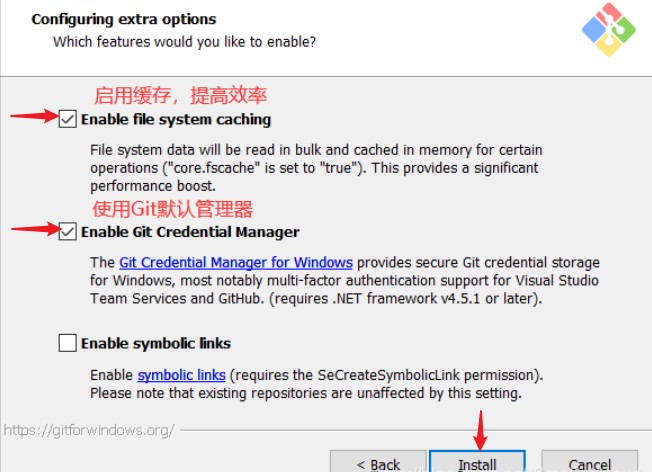 Configuring extra options
Which features would you like to enable?
启用缓存，提高效率
Enable file system caching
File system data will be read in bulk and cached in memory for certain
operations ("core.fscache" is set to "true"). This provides a significant
performance boost.
使用Git默认管理器
Enable Git Credential Manager
The Git Credential Manager for Windows provides secure Git credential storage
for Windows, most notably multi-factor authentication support for Visual Studio
Team Services and GitHub. (requires .NET framework v4.5.1 or later).
Enable symbolic links
Enable symbolic links (requires the SeCreateSymbolicLink permission).
Please note that existing repositories are unaffected by this setting.
https://gitforwindows.org/
< Back
Install
Cancel